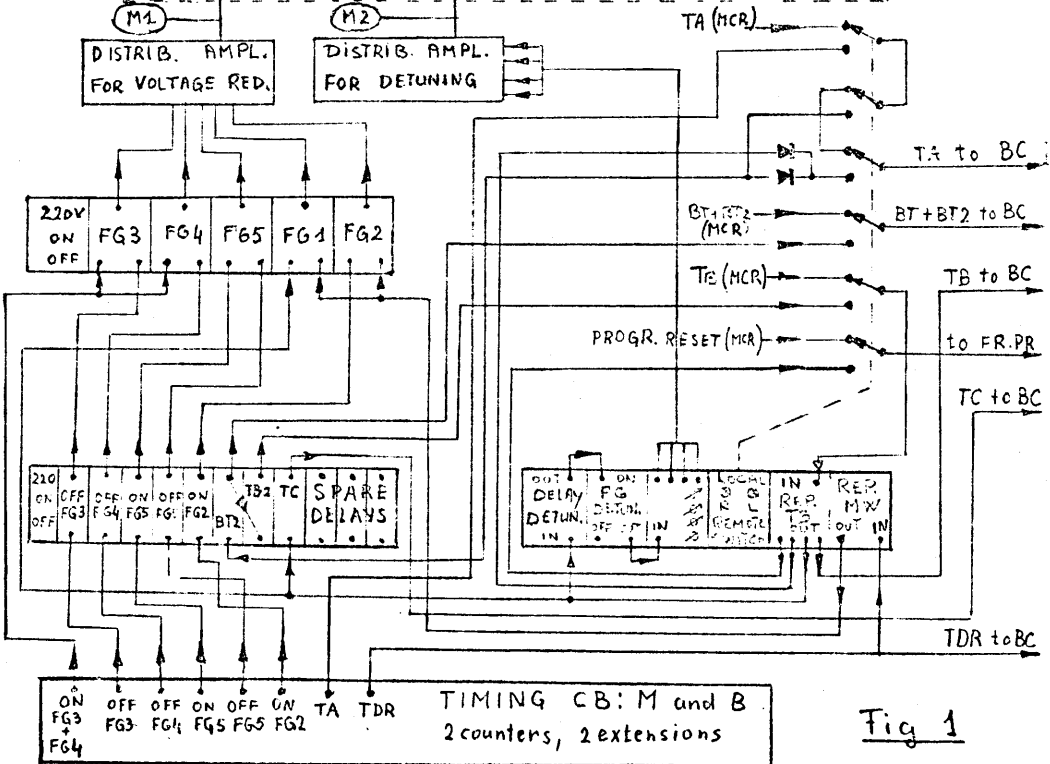 M1
M2
DISTRIB. AMPL.
FOR VOLTAGE RED.
DISTRIB. AMPL.
FOR DETUNING
TA (MCR)
TA to BC
220V
ON
OFF
FG3
FG4
FG5
FG1
FG2
BT+BT2
(MCR)
BT+BT2 to BC
TB (MCR)
TB to BC
PROGR. RESET (MCR)
to FR.PR
TC to BC
220
ON
OFF
OFF
FG3
OFF
FG4
ON
FG5
OFF
ON
FG2
BT2
TB2
TC
SPARE
DELAYS
OUT
DELAY
DETUN.
IN
ON
FG
DETUN.
OFF
IN
LOCAL
REMOTE
SWITCH
IN
REP.
OUT
REP.
MW
OUT IN
TDR to BC
ON
FG3
+
FG4
OFF
FG3
OFF
FG4
ON
FG5
OFF
FG5
ON
FG2
TA
TDR
TIMING CB: M and B
2 counters, 2 extensions
Fig 1